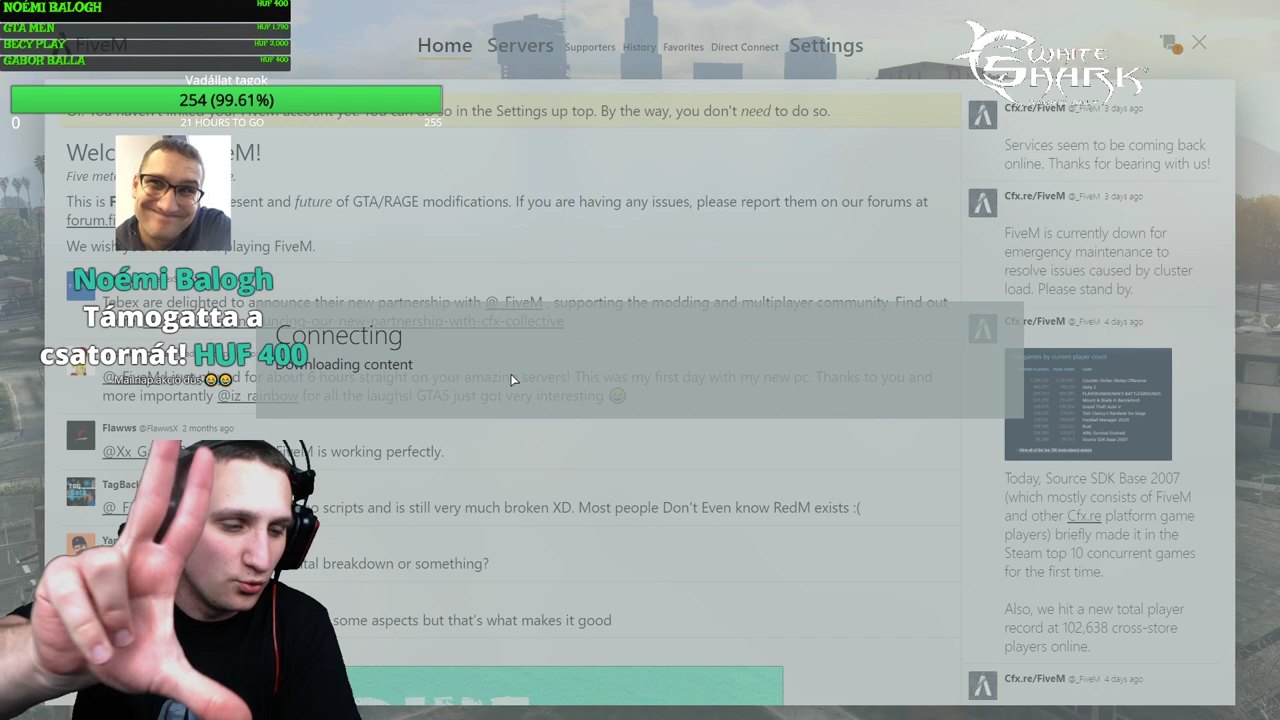 NOÉMI BALOGH HUF 400
GTA MEN HUF 1,790
BECY PLAY HUF 2,000
GABOR BALLA HUF 400
FiveM
Home Servers Supporters History Favorites Direct Connect Settings
WHITE SHARK
Vadállat tagok
254 (99.61%)
0 21 HOURS TO GO 255
in the Settings up top. By the way, you don't need to do so.
This is
and future of GTA/RAGE modifications. If you are having any issues, please report them on our forums at
We wish
playing FiveM.
Tebex are delighted to announce their new partnership with @_FiveM_, supporting the modding and multiplayer community. Find out
Noémi Balogh
Támogatta a
csatornát! HUF 400
Connecting
Downloading content
for about 6 hours straight on your amazing servers! This was my first day with my new pc. Thanks to you and
more importantly @iz_rainbow for all the laughs! GTA5 just got very interesting
Flawws @FlawwsX 2 months ago
is working perfectly.
scripts and is still very much broken XD. Most people Don't Even know RedM exists :(
breakdown or something?
some aspects but that's what makes it good
Cfx.re/FiveM @_FiveM 3 days ago
Services seem to be coming back
online. Thanks for bearing with us!
Cfx.re/FiveM @_FiveM 3 days ago
FiveM is currently down for
emergency maintenance to
resolve issues caused by cluster
load. Please stand by.
Cfx.re/FiveM @_FiveM 4 days ago
Today, Source SDK Base 2007
(which mostly consists of FiveM
and other Cfx.re platform game
players) briefly made it in the
Steam top 10 concurrent games
for the first time.
Also, we hit a new total player
record at 102,638 cross-store
players online.
Cfx.re/FiveM @_FiveM 4 days ago